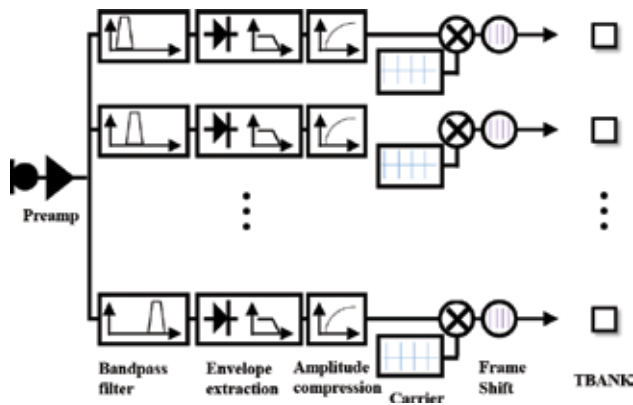 Preamp
Bandpass
filter
Envelope
extraction
Amplitude
compression
Carrier
Frame
Shift
TBANK